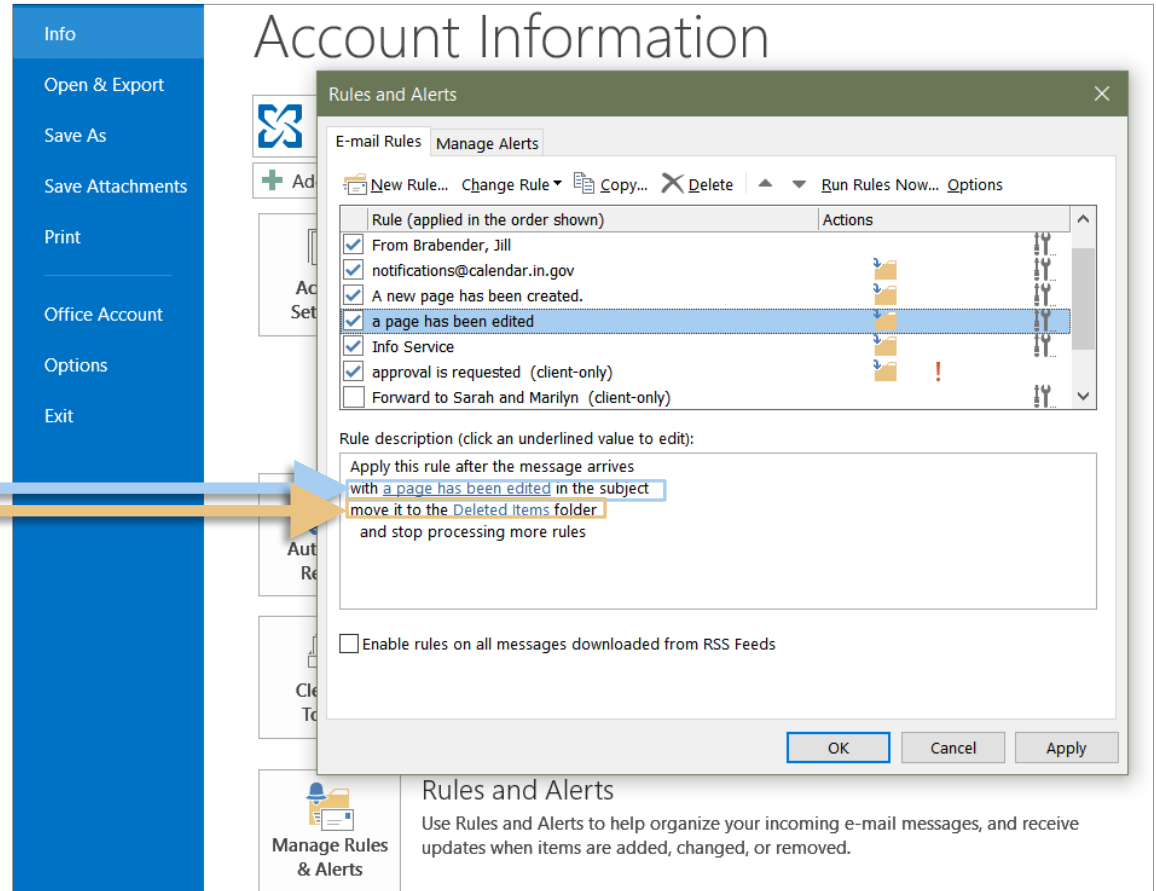 Info
Open & Export
Save As
Save Attachments
Print
Office Account
Options
Exit
Account Information
Rules and Alerts
E-mail Rules Manage Alerts
New Rule... Change Rule Copy... Delete Run Rules Now... Options
Rule (applied in the order shown) Actions
From Brabender, Jill
notifications@calendar.in.gov
A new page has been created.
a page has been edited
Info Service
approval is requested (client-only)
Forward to Sarah and Marilyn (client-only)
Rule description (click an underlined value to edit):
Apply this rule after the message arrives
with a page has been edited in the subject
move it to the Deleted Items folder
and stop processing more rules
Enable rules on all messages downloaded from RSS Feeds
OK Cancel Apply
Ad
Ac
Set
Aut
Re
Cle
To
Manage Rules
& Alerts
Rules and Alerts
Use Rules and Alerts to help organize your incoming e-mail messages, and receive
updates when items are added, changed, or removed.